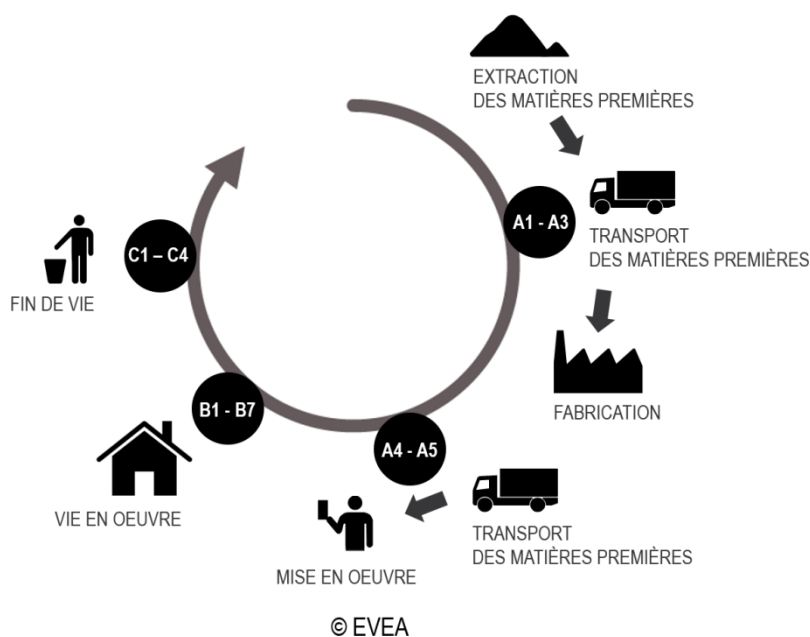 EXTRACTION
DES MATIÈRES PREMIÈRES
A1 - A3
TRANSPORT
DES MATIÈRES PREMIÈRES
FABRICATION
A4 - A5
TRANSPORT
DES MATIÈRES PREMIÈRES
MISE EN OEUVRE
B1 - B7
VIE EN OEUVRE
C1 – C4
FIN DE VIE
© EVEA